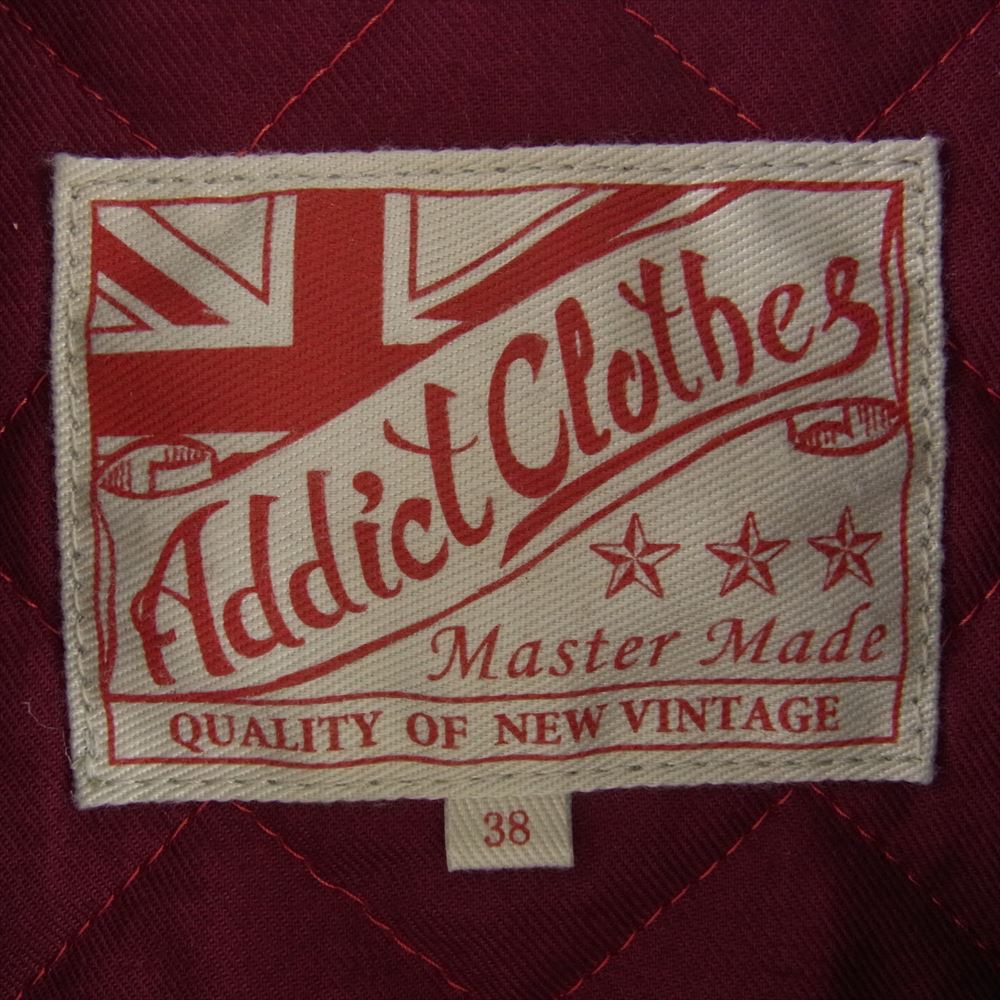 Addict Clothes
Master Made
QUALITY OF NEW VINTAGE
38